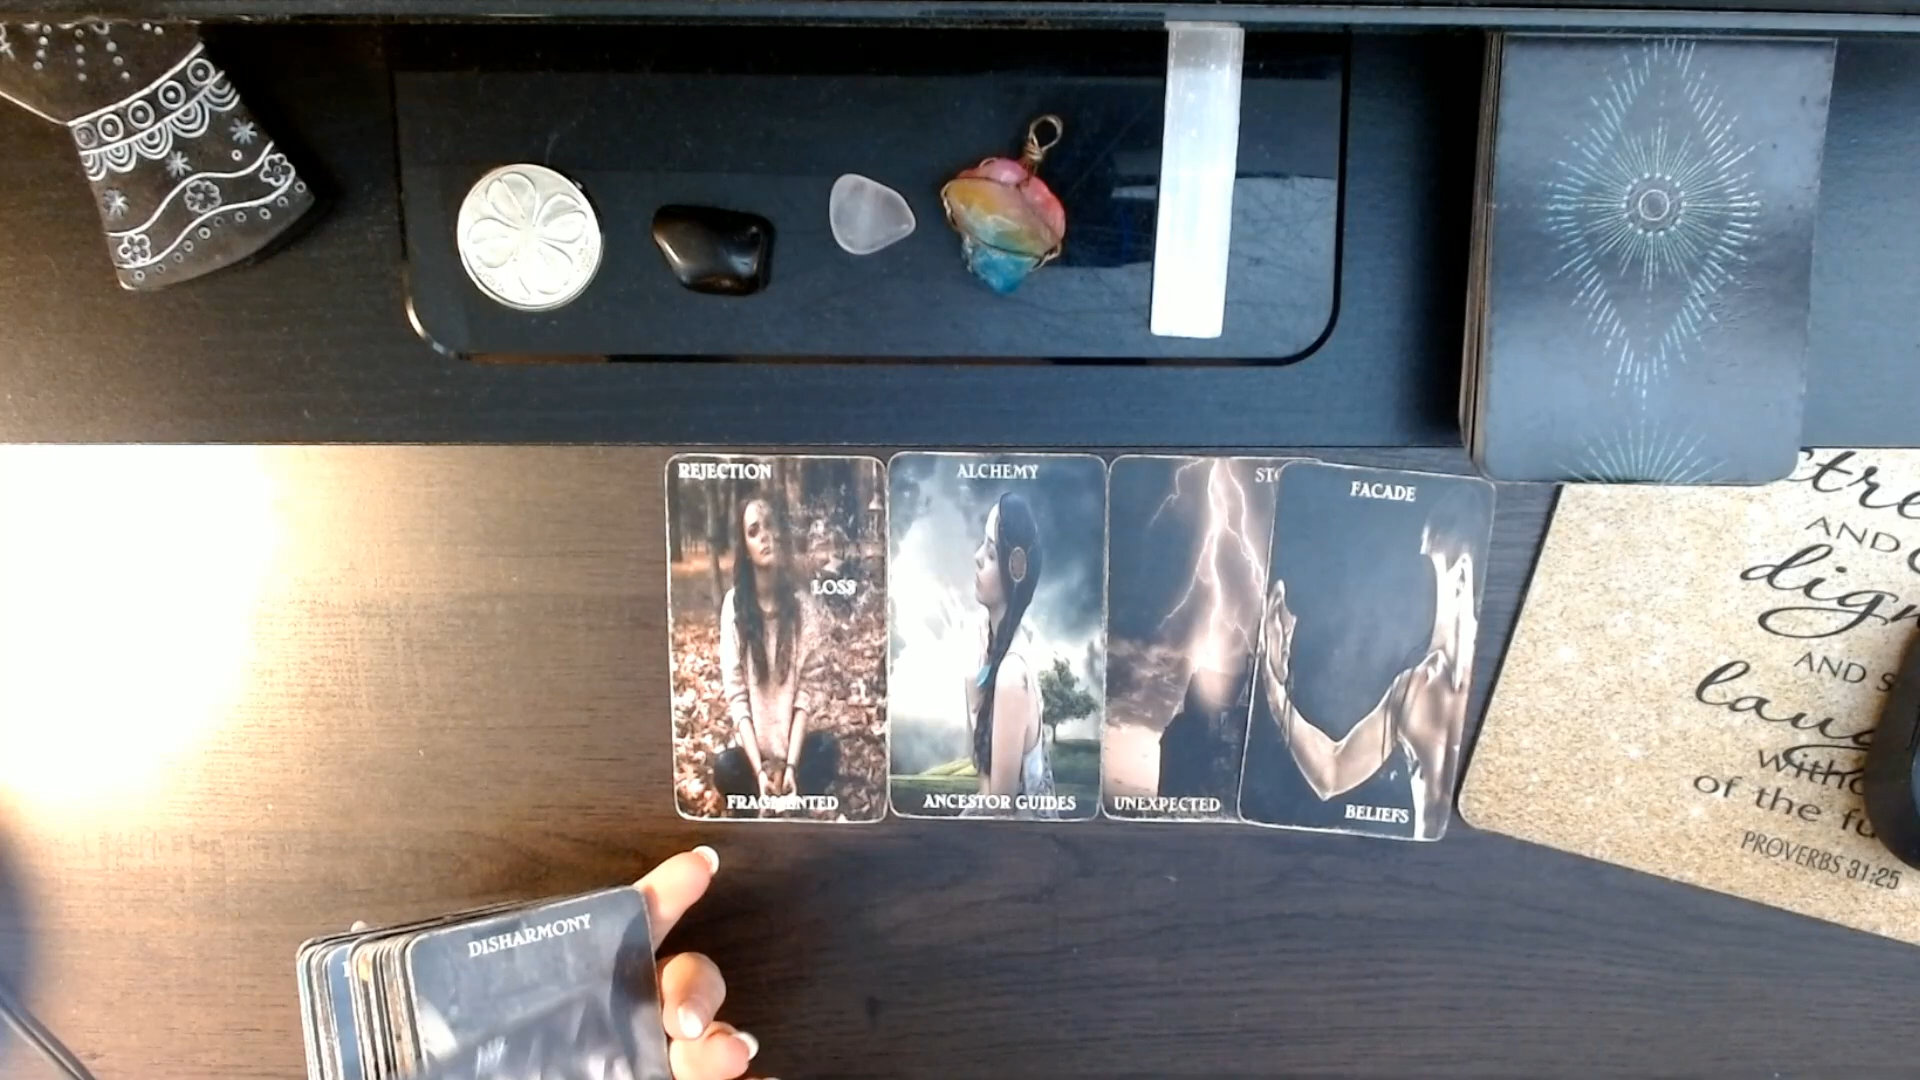 REJECTION
LOSS
FRAGMENTED
ALCHEMY
ANCESTOR GUIDES
UNEXPECTED
FACADE
BELIEFS
DISHARMONY
AND
AND
of the
PROVERBS 31:25